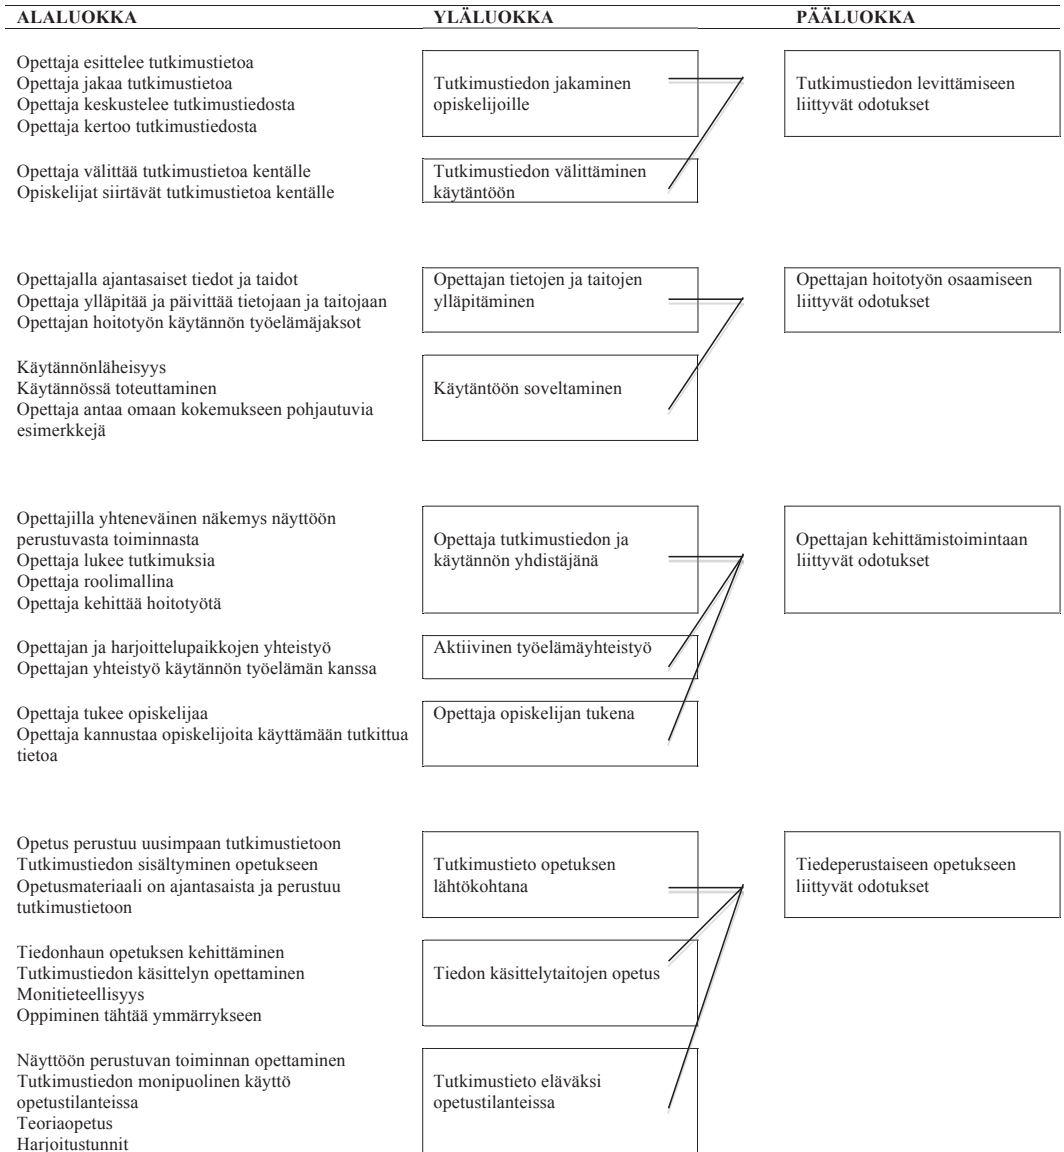 ALALUOKKA YLÄLUOKKA PÄÄLUOKKA
Opettaja esittelee tutkimustietoa
Opettaja jakaa tutkimustietoa
Opettaja keskustelee tutkimustiedosta
Opettaja kertoo tutkimustiedosta
Tutkimustiedon jakaminen
opiskelijoille
Tutkimustiedon levittämiseen
liittyvät odotukset
Opettaja välittää tutkimustietoa kentälle
Opiskelijat siirtävät tutkimustietoa kentälle
Tutkimustiedon välittäminen
käytäntöön
Opettajalla ajantasaiset tiedot ja taidot
Opettaja ylläpitää ja päivittää tietojaan ja taitojaan
Opettajan hoitotyön käytännön työelämäjaksot
Opettajan tietojen ja taitojen
ylläpitäminen
Opettajan hoitotyön osaamiseen
liittyvät odotukset
Käytännönläheisyys
Käytännössä toteuttaminen
Opettaja antaa omaan kokemukseen pohjautuvia
esimerkkejä
Käytäntöön soveltaminen
Opettajilla yhteneväinen näkemys näyttöön
perustuvasta toiminnasta
Opettaja lukee tutkimuksia
Opettaja roolimallina
Opettaja kehittää hoitotyötä
Opettaja tutkimustiedon ja
käytännön yhdistäjänä
Opettajan kehittämistoimintaan
liittyvät odotukset
Opettajan ja harjoittelupaikkojen yhteistyö
Opettajan yhteistyö käytännön työelämän kanssa
Aktiivinen työelämäyhteistyö
Opettaja tukee opiskelijaa
Opettaja kannustaa opiskelijoita käyttämään tutkittua
tietoa
Opettaja opiskelijan tukena
Opetus perustuu uusimpaan tutkimustietoon
Tutkimustiedon sisältyminen opetukseen
Opetusmateriaali on ajantasaista ja perustuu
tutkimustietoon
Tutkimustieto opetuksen
lähtökohtana
Tiedeperustaiseen opetukseen
liittyvät odotukset
Tiedonhaun opetuksen kehittäminen
Tutkimustiedon käsittelyn opettaminen
Monitieteellisyys
Oppiminen tähtää ymmärrykseen
Tiedon käsittelytaitojen opetus
Näyttöön perustuvan toiminnan opettaminen
Tutkimustiedon monipuolinen käyttö
opetustilanteissa
Teoriaopetus
Harjoitustunnit
Tutkimustieto eläväksi
opetustilanteissa